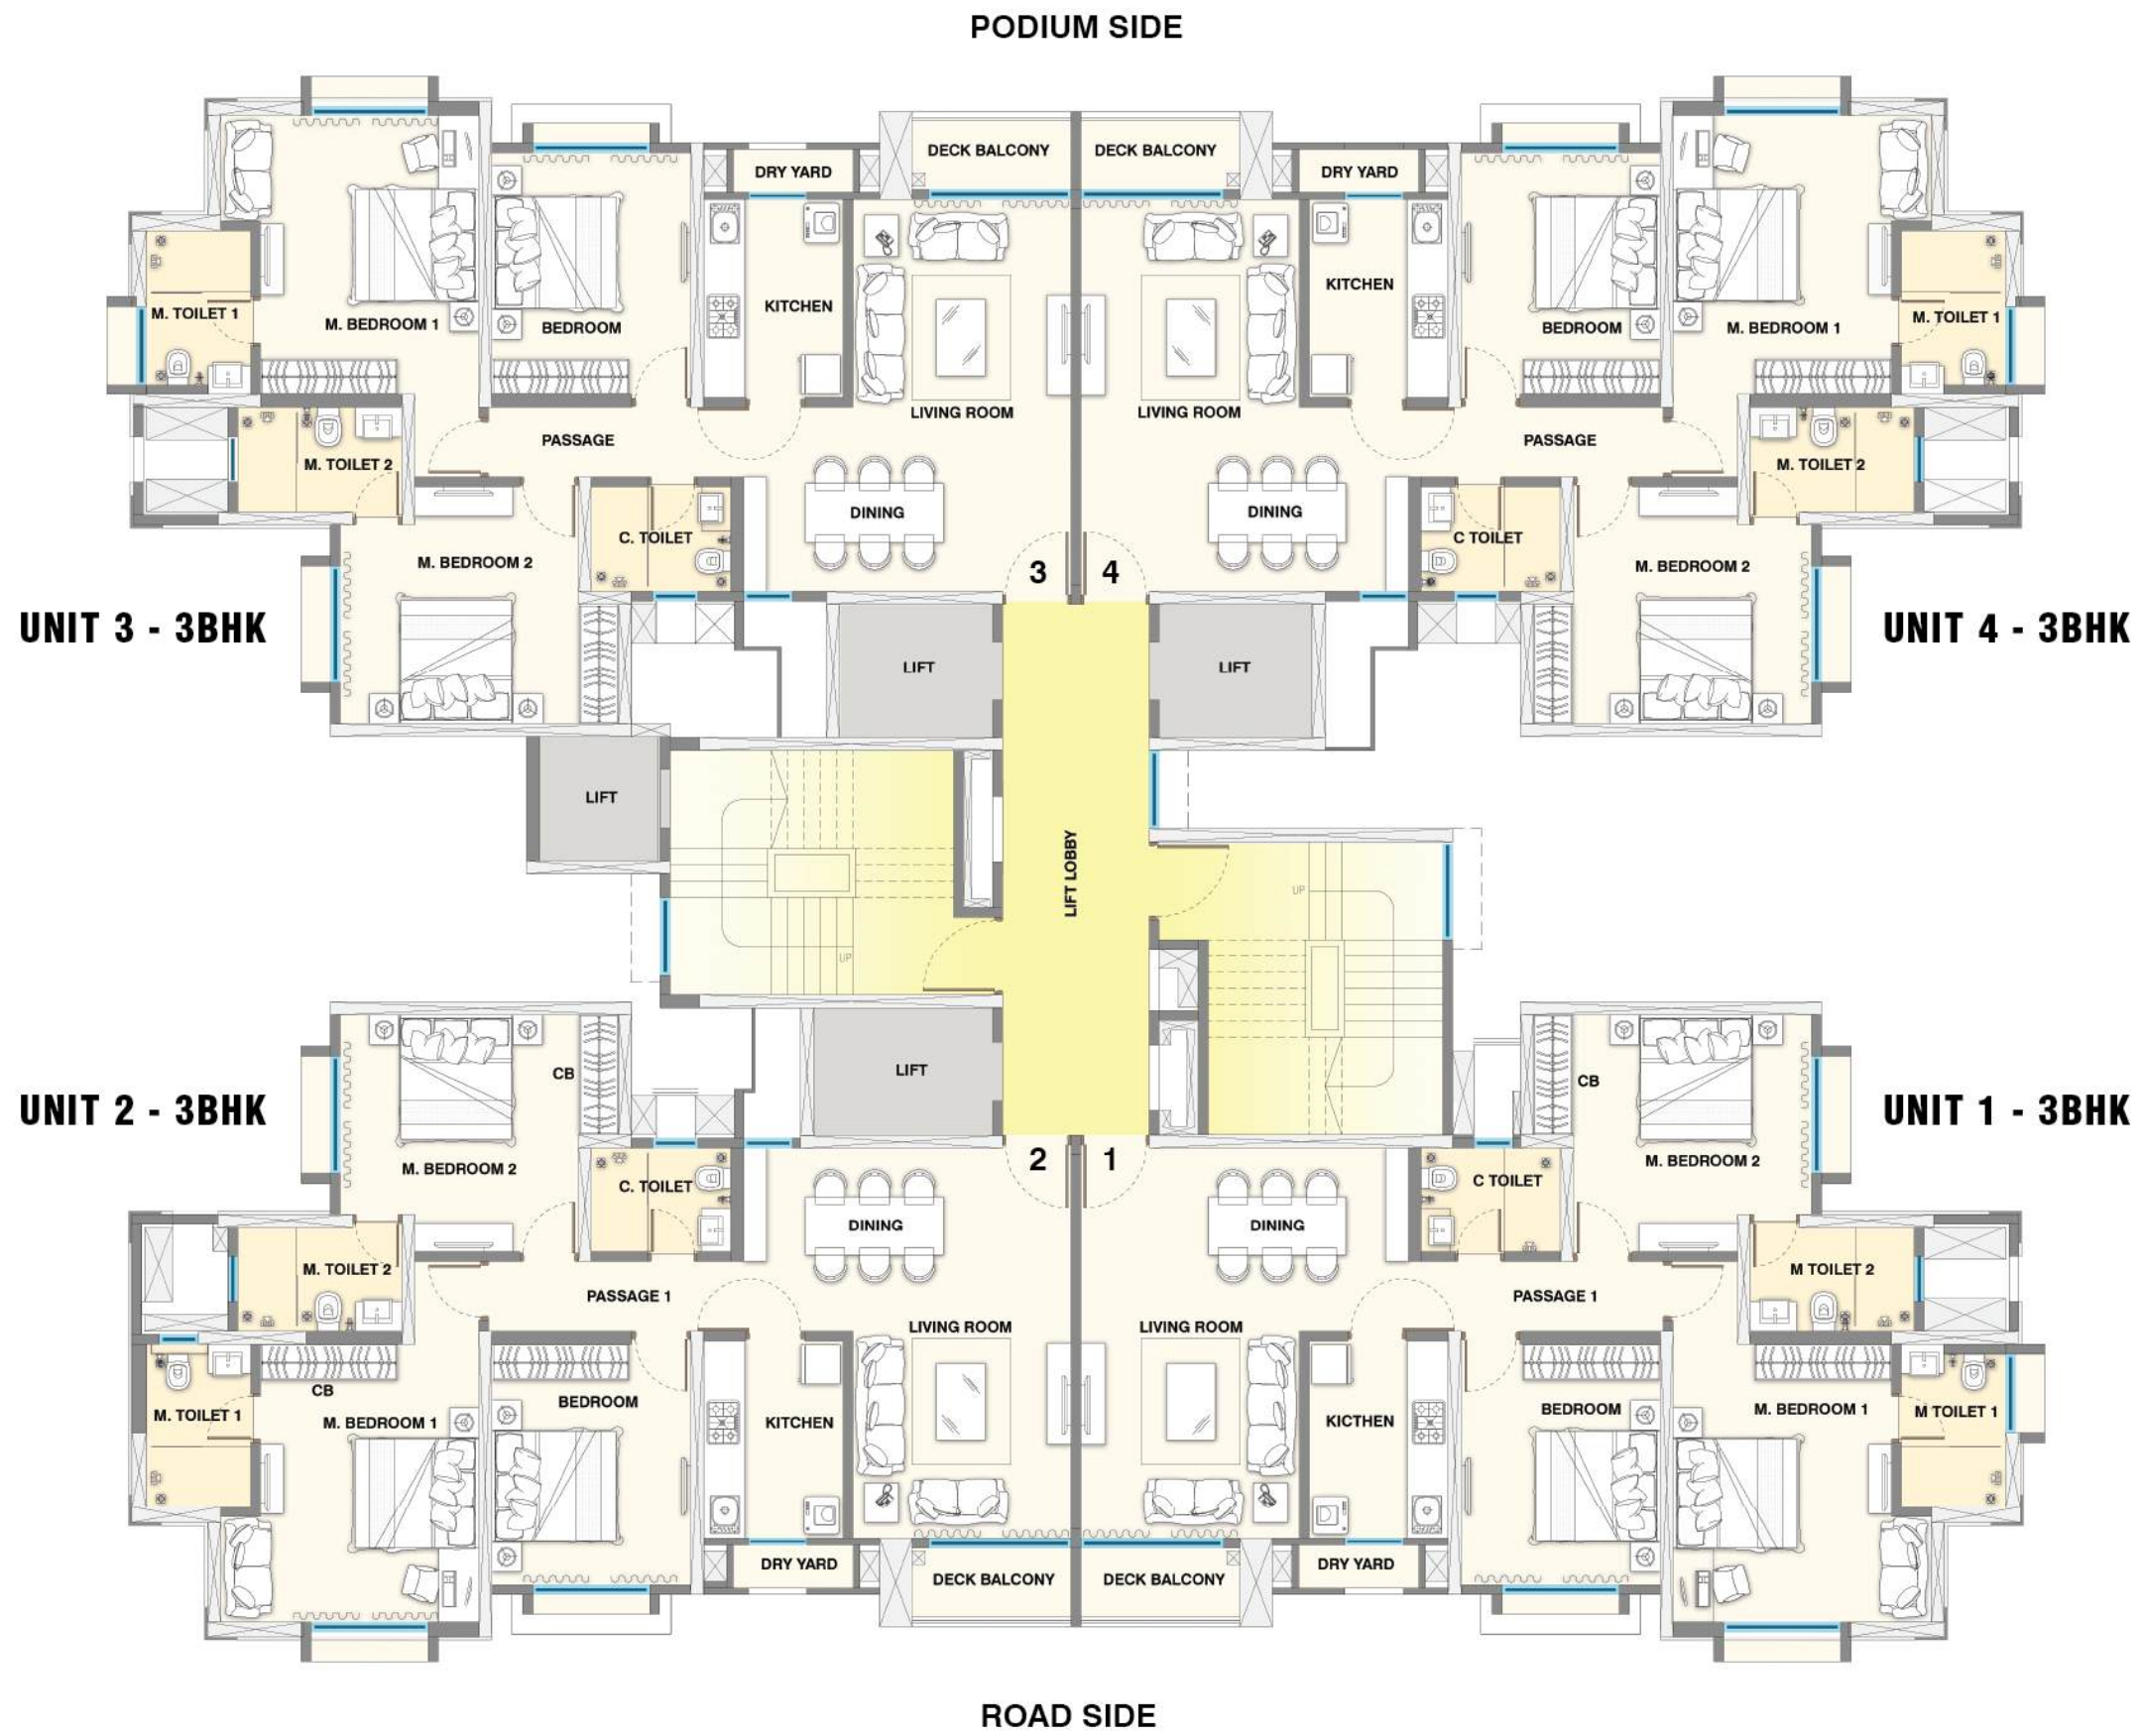 PODIUM SIDE
DECK BALCONY
DECK BALCONY
DRY YARD
DRY YARD
M. TOILET 1
M. BEDROOM 1
BEDROOM
KITCHEN
KITCHEN
BEDROOM
M. BEDROOM 1
M. TOILET 1
LIVING ROOM
LIVING ROOM
PASSAGE
PASSAGE
M. TOILET 2
M. TOILET 2
DINING
DINING
C. TOILET
C TOILET
M. BEDROOM 2
3
4
M. BEDROOM 2
UNIT 3 - 3BHK
UNIT 4 - 3BHK
LIFT
LIFT
LIFT
LIFT LOBBY
UP
UP
LIFT
CB
CB
UNIT 2 - 3BHK
UNIT 1 - 3BHK
M. BEDROOM 2
2
1
M. BEDROOM 2
C. TOILET
C TOILET
DINING
DINING
M. TOILET 2
M TOILET 2
PASSAGE 1
PASSAGE 1
LIVING ROOM
LIVING ROOM
CB
BEDROOM
M. TOILET 1
M. BEDROOM 1
KITCHEN
KICTHEN
BEDROOM
M. BEDROOM 1
M TOILET 1
DRY YARD
DRY YARD
DECK BALCONY
DECK BALCONY
ROAD SIDE